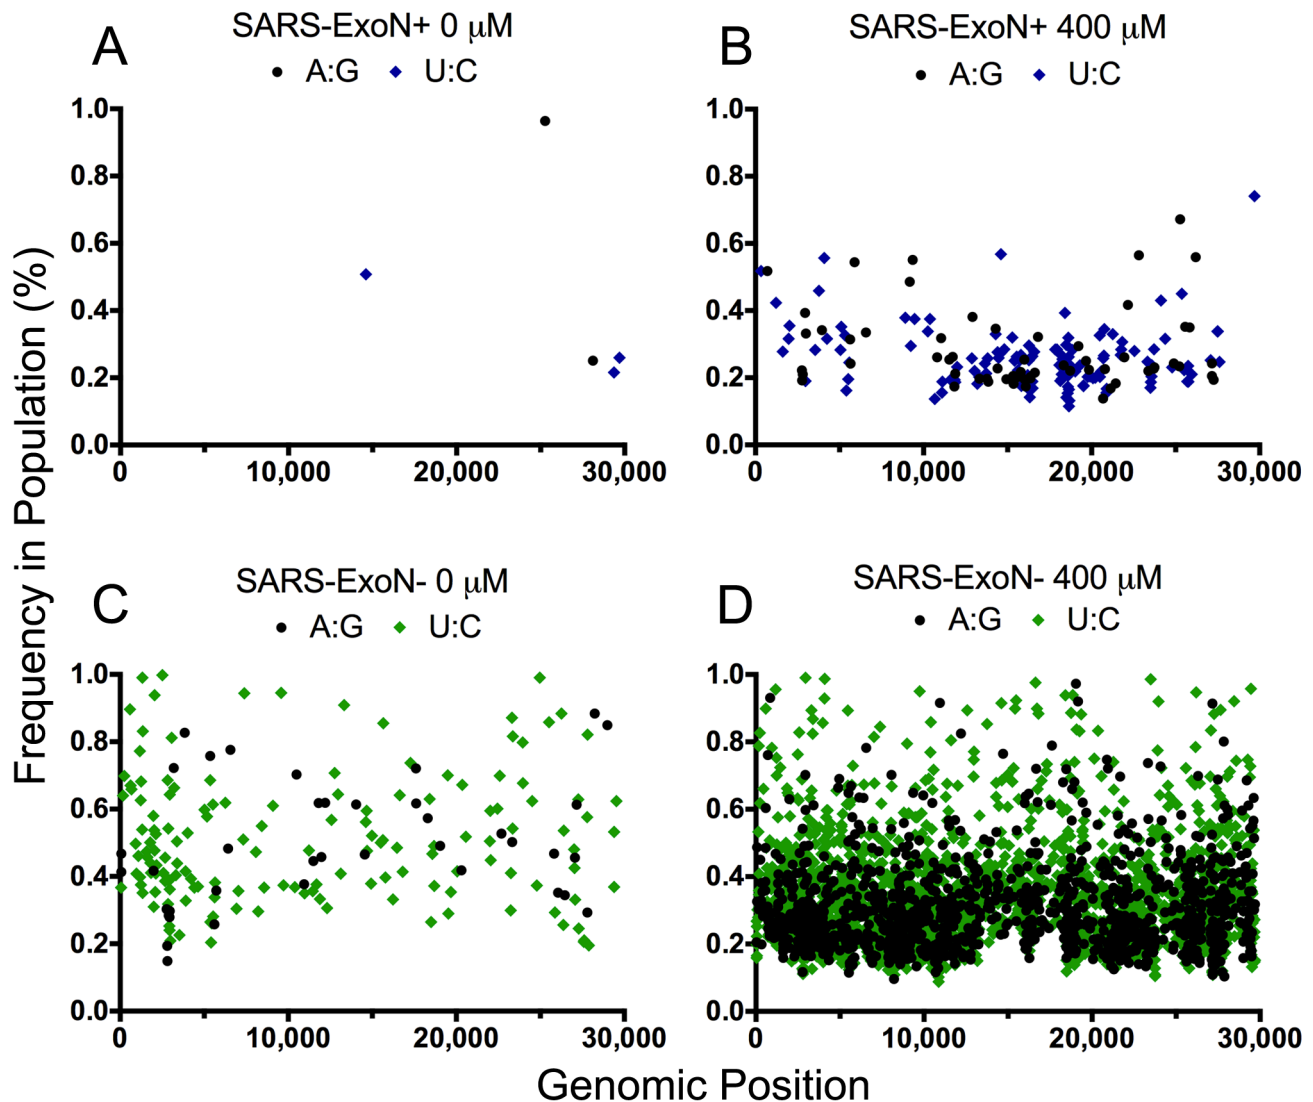 A
SARS-ExoN+ 0 μM
A:G U:C
1.0
0.8
0.6
0.4
0.2
0.0
0 10,000 20,000 30,000
B
SARS-ExoN+ 400 μM
A:G U:C
1.0
0.8
0.6
0.4
0.2
0.0
0 10,000 20,000 30,000
C
SARS-ExoN- 0 μM
A:G U:C
1.0
0.8
0.6
0.4
0.2
0.0
0 10,000 20,000 30,000
D
SARS-ExoN- 400 μM
A:G U:C
1.0
0.8
0.6
0.4
0.2
0.0
0 10,000 20,000 30,000
Frequency in Population (%)
Genomic Position